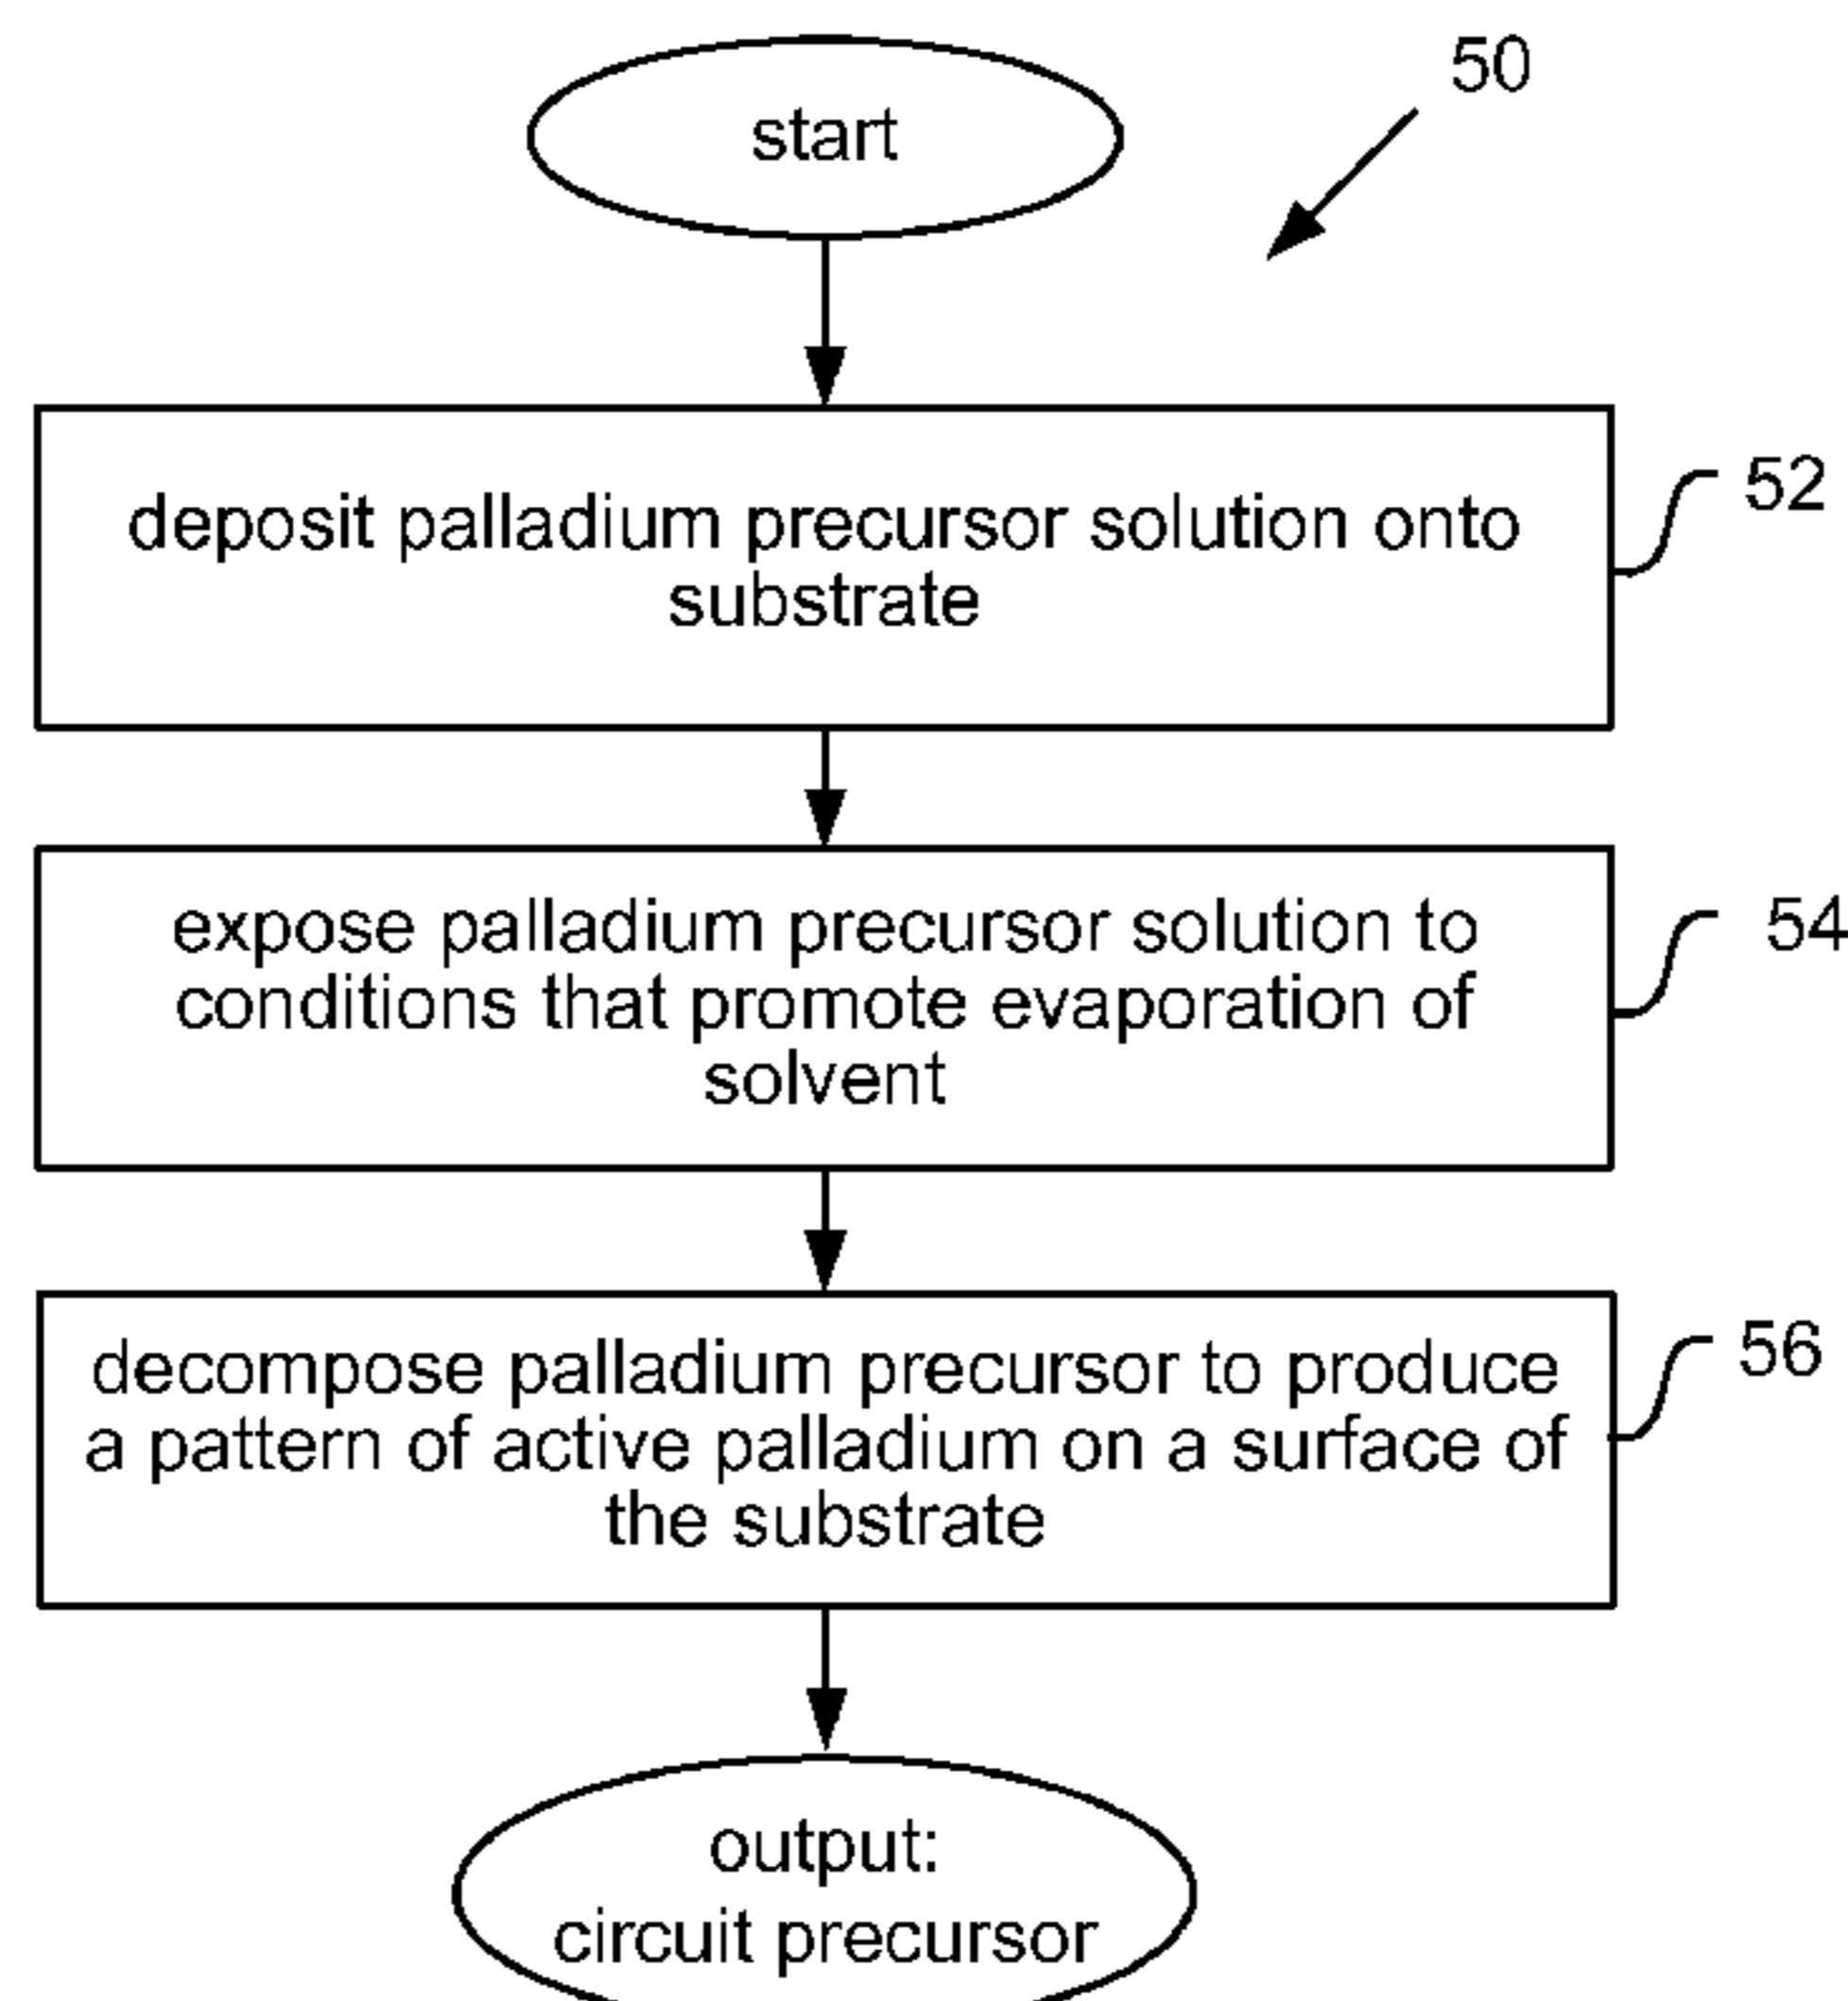 start
50
deposit palladium precursor solution onto
substrate
52
expose palladium precursor solution to
conditions that promote evaporation of
solvent
54
decompose palladium precursor to produce
a pattern of active palladium on a surface of
the substrate
56
output:
circuit precursor